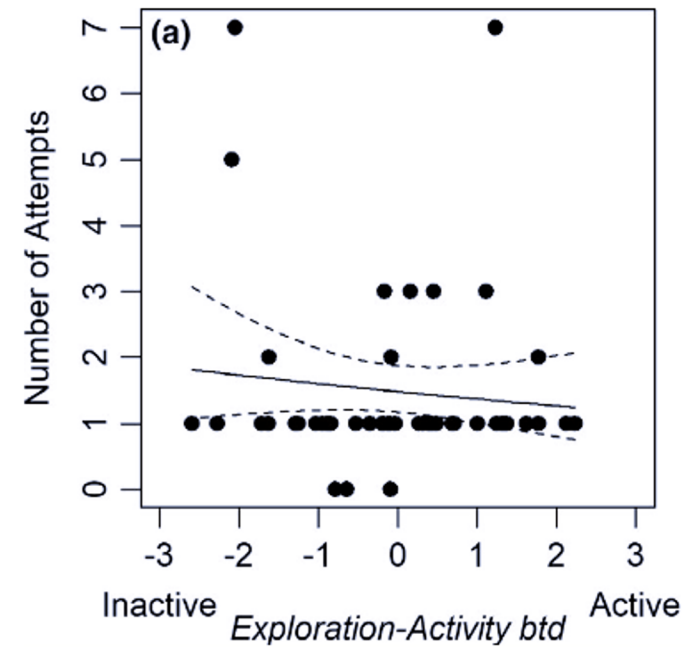 (a)
Number of Attempts
7
6
5
4
3
2
1
0
-3 -2 -1 0 1 2 3
Inactive Active
Exploration-Activity btd